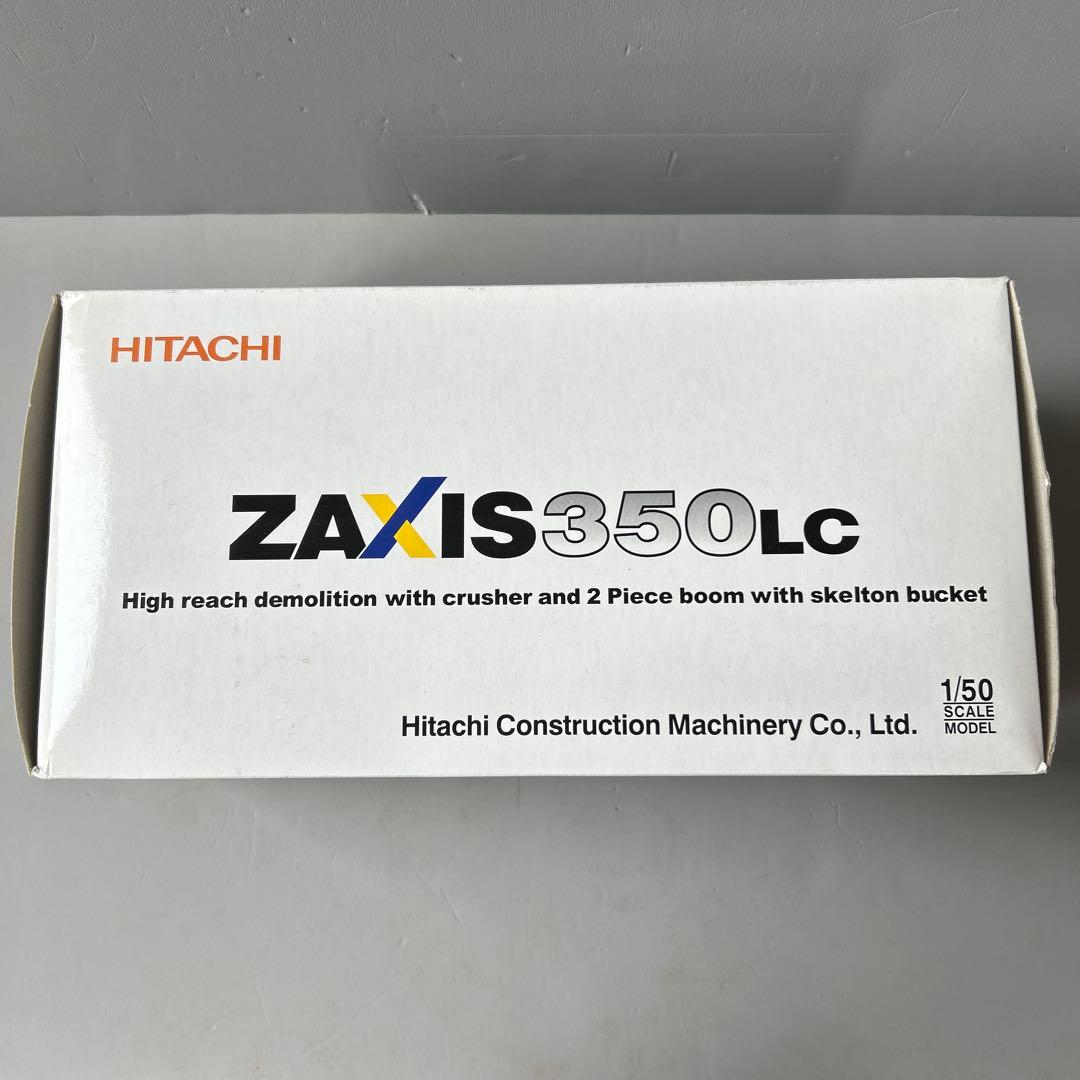 HITACHI
ZAXIS350LC
High reach demolition with crusher and 2 Piece boom with skelton bucket
1/50
SCALE
MODEL
Hitachi Construction Machinery Co., Ltd.